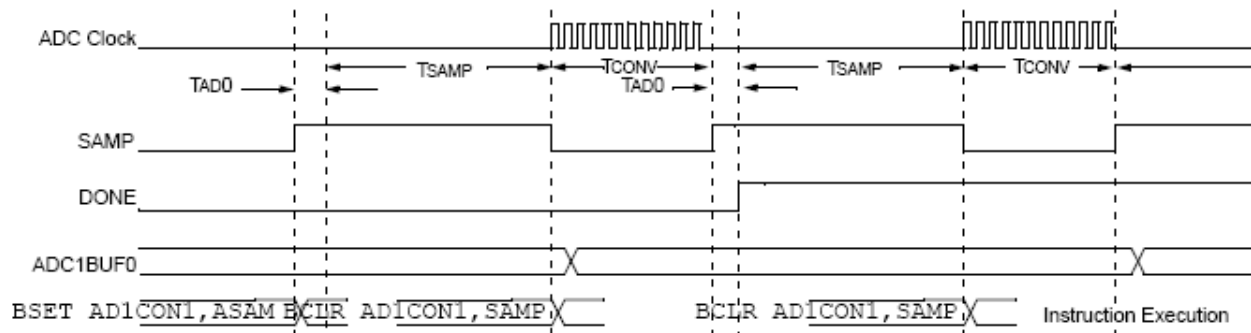 ADC Clock
TSAMP TCONV TSAMP TCONV
TAD0 TAD0
SAMP
DONE
ADC1BUF0
BSET AD1CON1,ASAM BCLR AD1CON1,SAMP BCLR AD1CON1,SAMP Instruction Execution